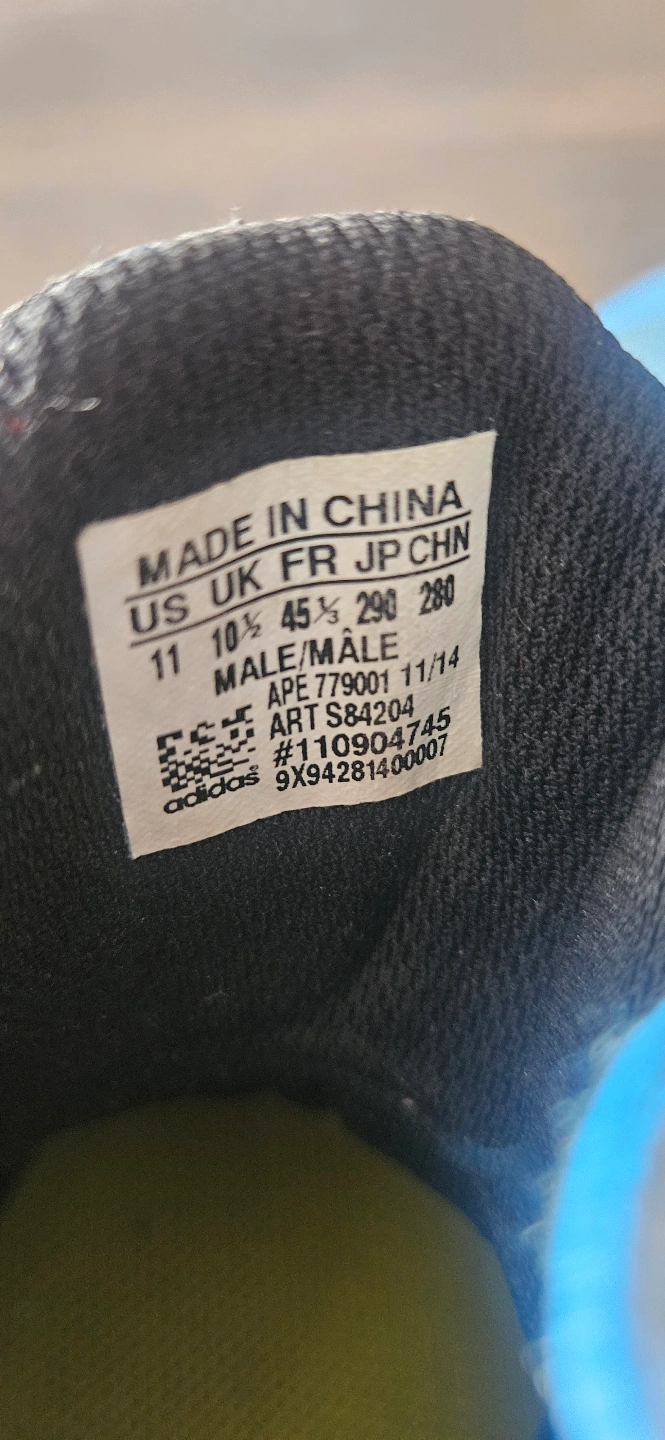 MADE IN CHINA
US UK FR JP CHN
11 10½ 45⅓ 290 280
MALE/MÂLE
APE 779001 11/14
ART S84204
#110904745
9X94281400007
adidas